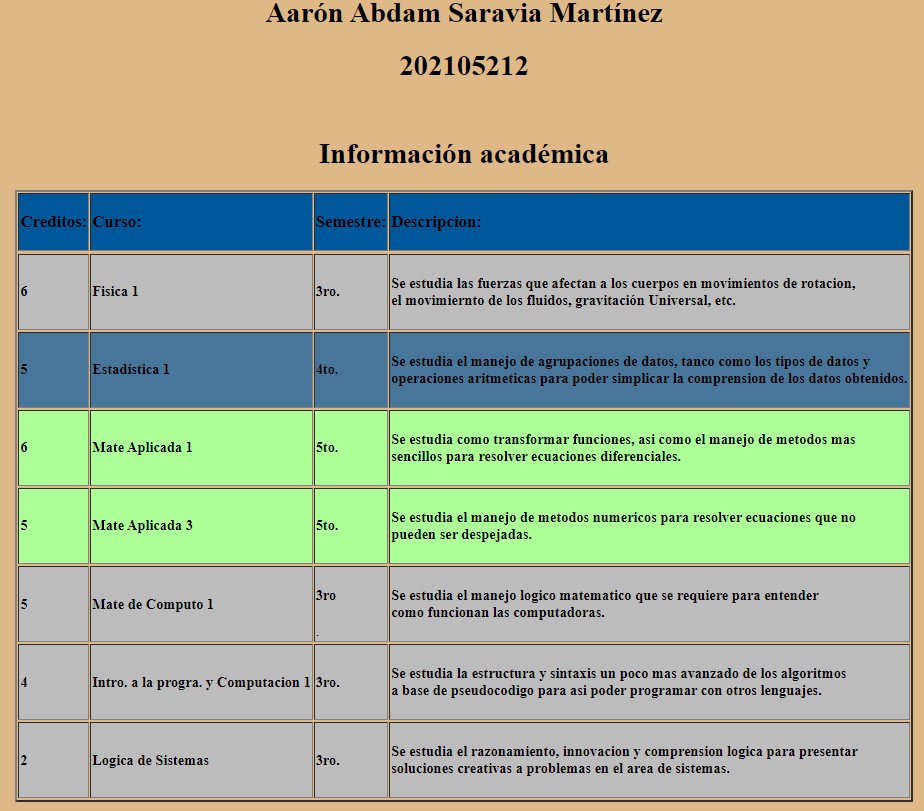 Aarón Abdam Saravia Martínez
202105212
Información académica
Creditos: Curso: Semestre: Descripcion:
6 Fisica 1 3ro. Se estudia las fuerzas que afectan a los cuerpos en movimientos de rotacion,
el movimiernto de los fluidos, gravitación Universal, etc.
5 Estadistica 1 4to. Se estudia el manejo de agrupaciones de datos, tanco como los tipos de datos y
operaciones aritmeticas para poder simplicar la comprension de los datos obtenidos.
6 Mate Aplicada 1 5to. Se estudia como transformar funciones, asi como el manejo de metodos mas
sencillos para resolver ecuaciones diferenciales.
5 Mate Aplicada 3 5to. Se estudia el manejo de metodos numericos para resolver ecuaciones que no
pueden ser despejadas.
5 Mate de Computo 1 3ro . Se estudia el manejo logico matematico que se requiere para entender
como funcionan las computadoras.
4 Intro. a la progra. y Computacion 1 3ro. Se estudia la estructura y sintaxis un poco mas avanzado de los algoritmos
a base de pseudocodigo para asi poder programar con otros lenguajes.
2 Logica de Sistemas 3ro. Se estudia el razonamiento, innovacion y comprension logica para presentar
soluciones creativas a problemas en el area de sistemas.